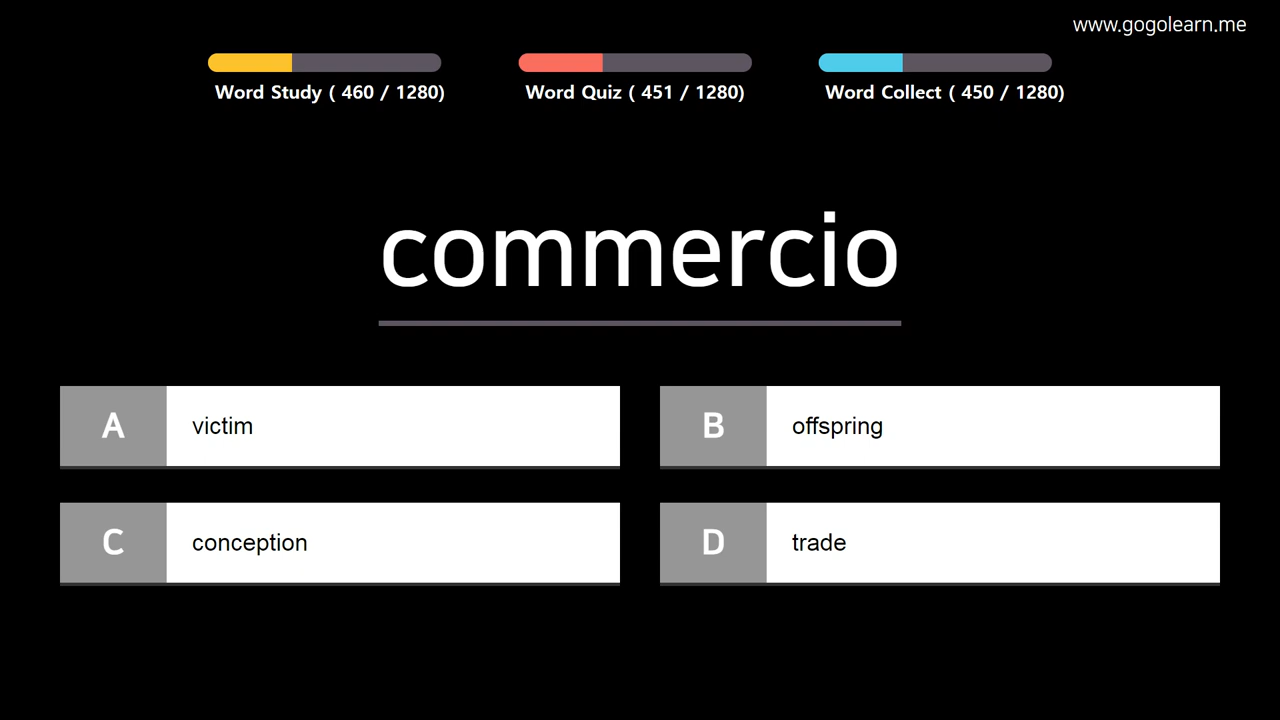 www.gogolearn.me
Word Study ( 460 / 1280)
Word Quiz ( 451 / 1280)
Word Collect ( 450 / 1280)
commercio
A victim
B offspring
C conception
D trade